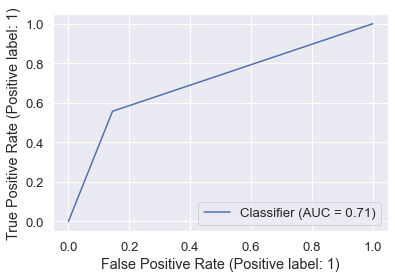 True Positive Rate (Positive label: 1)
1.0
0.8
0.6
0.4
0.2
0.0
Classifier (AUC = 0.71)
0.0 0.2 0.4 0.6 0.8 1.0
False Positive Rate (Positive label: 1)